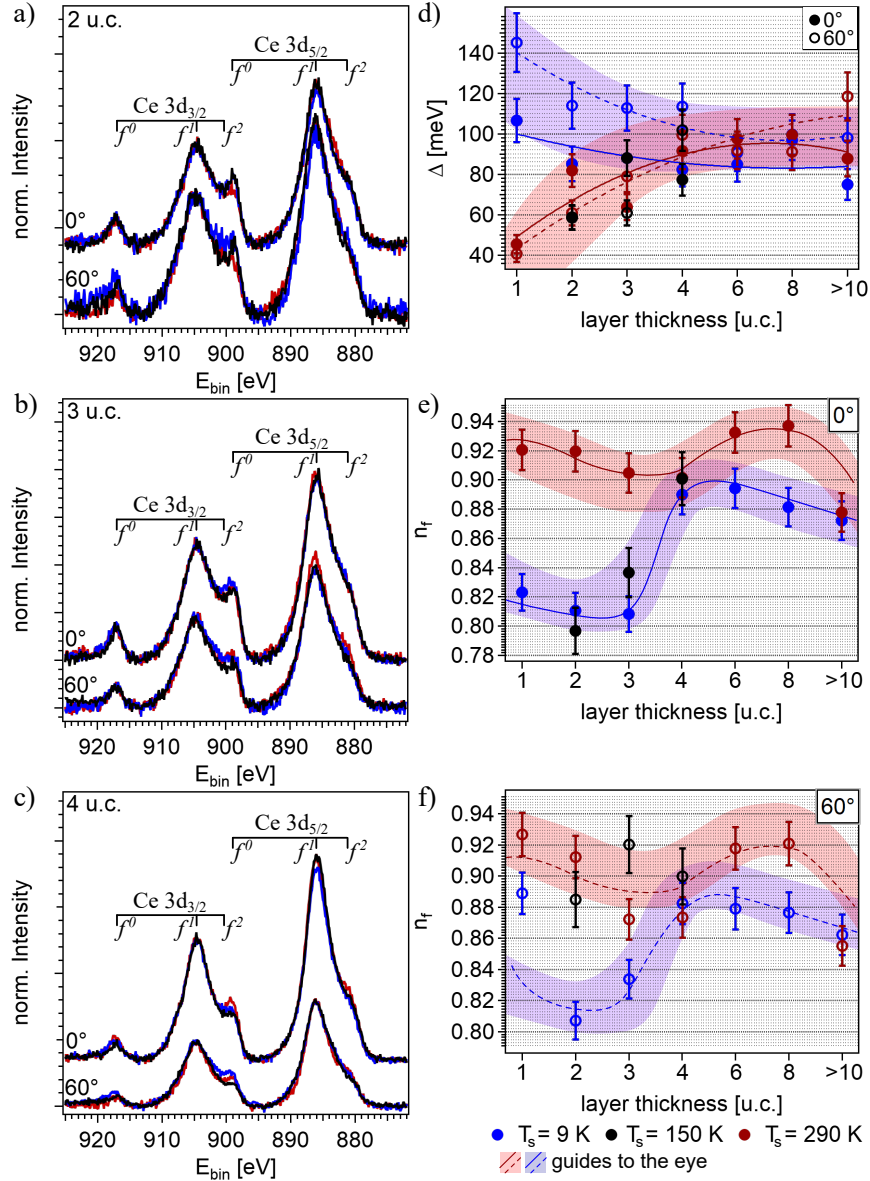 a)
2 u.c.
Ce 3d5/2
f0 f1 f2
Ce 3d3/2
f0 f1 f2
norm. Intensity
0°
60°
920 910 900 890 880
Ebin [eV]
b)
3 u.c.
Ce 3d5/2
f0 f1 f2
Ce 3d3/2
f0 f1 f2
norm. Intensity
0°
60°
920 910 900 890 880
Ebin [eV]
c)
4 u.c.
Ce 3d5/2
f0 f1 f2
Ce 3d3/2
f0 f1 f2
norm. Intensity
0°
60°
920 910 900 890 880
Ebin [eV]
d)
0°
60°
140
120
100
80
60
40
Δ [meV]
1 2 3 4 6 8 >10
layer thickness [u.c.]
e)
0°
0.94
0.92
0.90
0.88
0.86
0.84
0.82
0.80
0.78
nf
1 2 3 4 6 8 >10
layer thickness [u.c.]
f)
60°
0.94
0.92
0.90
0.88
0.86
0.84
0.82
0.80
nf
1 2 3 4 6 8 >10
layer thickness [u.c.]
Ts = 9 K Ts = 150 K Ts = 290 K
guides to the eye